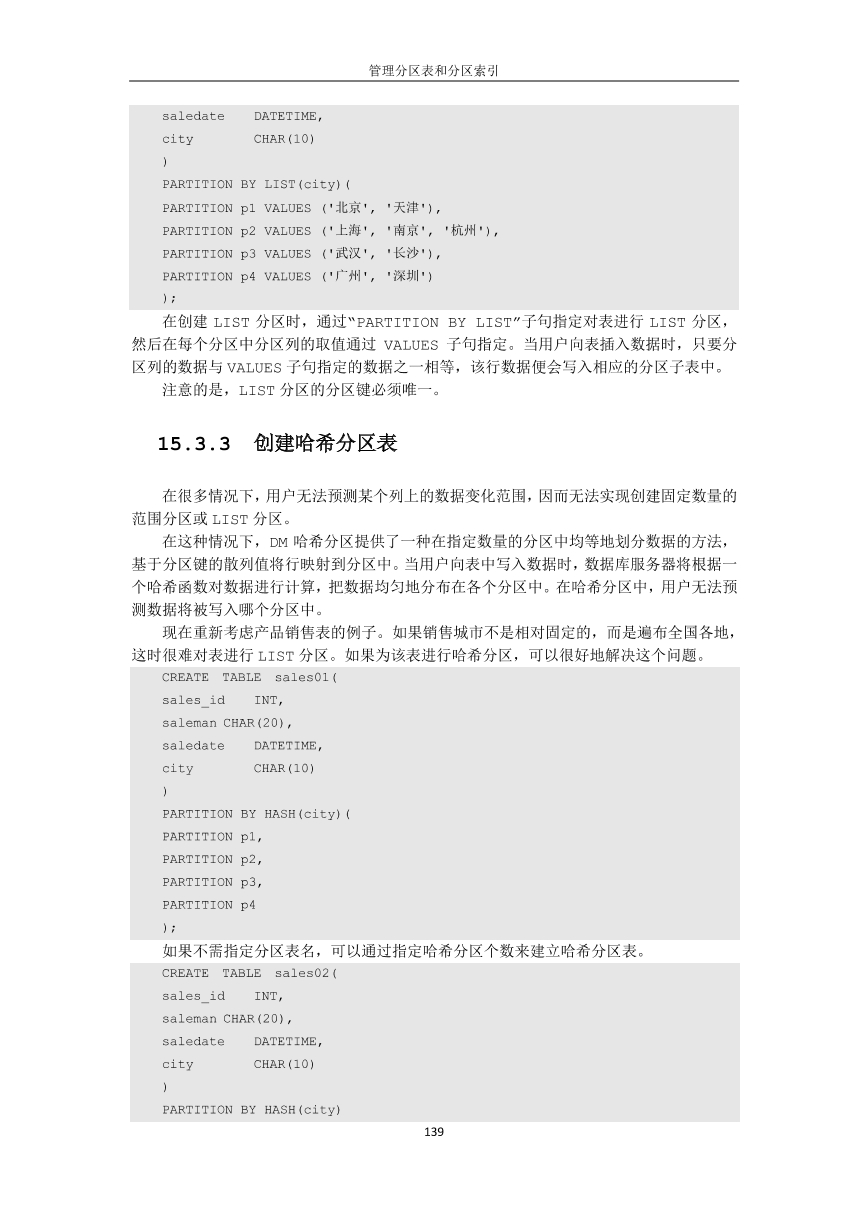 管理分区表和分区索引
saledate DATETIME,
city CHAR(10)
)
PARTITION BY LIST(city)(
PARTITION p1 VALUES ('北京', '天津'),
PARTITION p2 VALUES ('上海', '南京', '杭州'),
PARTITION p3 VALUES ('武汉', '长沙'),
PARTITION p4 VALUES ('广州', '深圳')
);
在创建 LIST 分区时，通过“PARTITION BY LIST”子句指定对表进行 LIST 分区，
然后在每个分区中分区列的取值通过 VALUES 子句指定。当用户向表插入数据时，只要分
区列的数据与 VALUES 子句指定的数据之一相等，该行数据便会写入相应的分区子表中。
注意的是，LIST 分区的分区键必须唯一。
15.3.3 创建哈希分区表
在很多情况下，用户无法预测某个列上的数据变化范围，因而无法实现创建固定数量的
范围分区或 LIST 分区。
在这种情况下，DM 哈希分区提供了一种在指定数量的分区中均等地划分数据的方法，
基于分区键的散列值将行映射到分区中。当用户向表中写入数据时，数据库服务器将根据一
个哈希函数对数据进行计算，把数据均匀地分布在各个分区中。在哈希分区中，用户无法预
测数据将被写入哪个分区中。
现在重新考虑产品销售表的例子。如果销售城市不是相对固定的，而是遍布全国各地，
这时很难对表进行 LIST 分区。如果为该表进行哈希分区，可以很好地解决这个问题。
CREATE TABLE sales01(
sales_id INT,
saleman CHAR(20),
saledate DATETIME,
city CHAR(10)
)
PARTITION BY HASH(city)(
PARTITION p1,
PARTITION p2,
PARTITION p3,
PARTITION p4
);
如果不需指定分区表名，可以通过指定哈希分区个数来建立哈希分区表。
CREATE TABLE sales02(
sales_id INT,
saleman CHAR(20),
saledate DATETIME,
city CHAR(10)
)
PARTITION BY HASH(city)
139